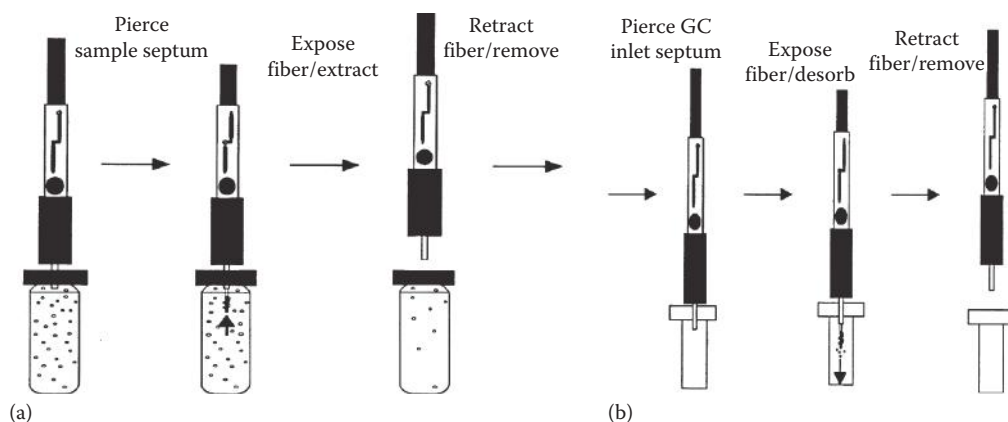 Pierce
sample septum
Expose
fiber/extract
Retract
fiber/remove
(a)
Pierce GC
inlet septum
Expose
fiber/desorb
Retract
fiber/remove
(b)